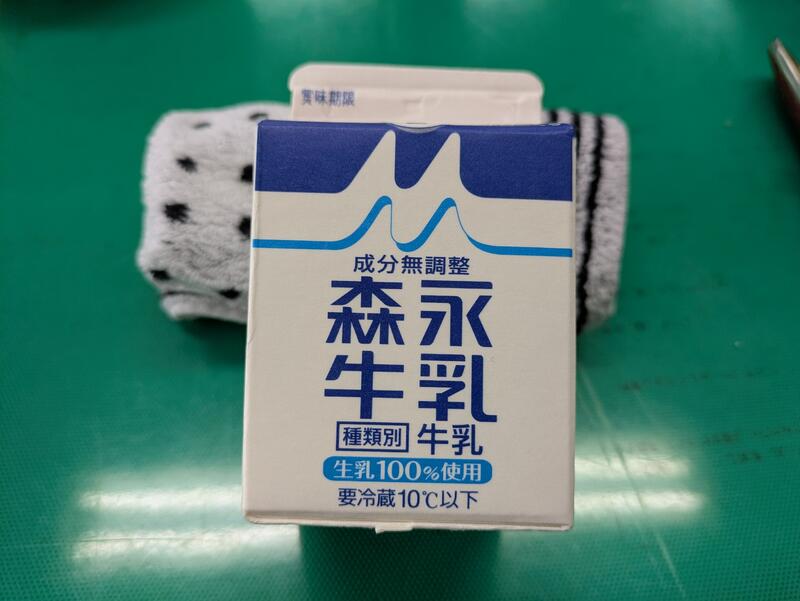 賞味期限
成分無調整
森永
牛乳
種類別 牛乳
生乳100%使用
要冷蔵10℃以下